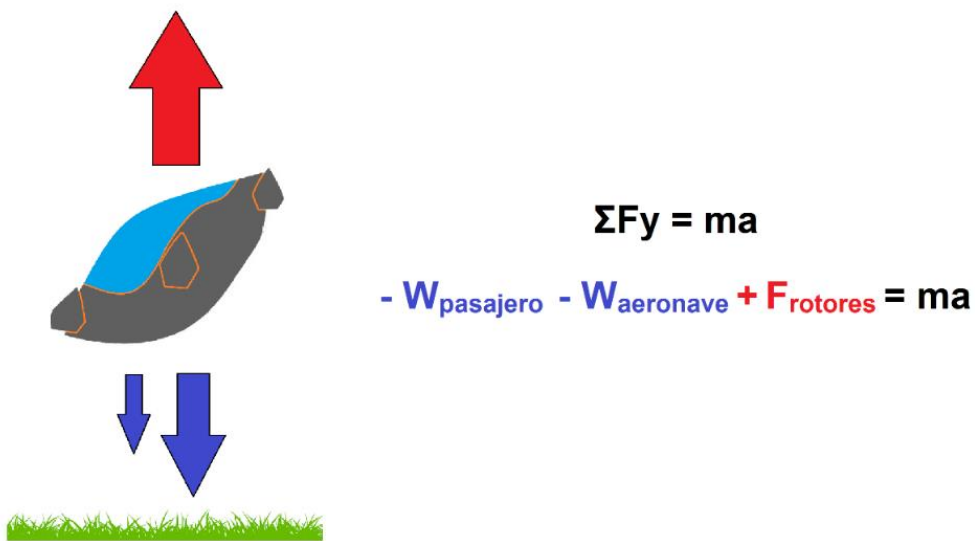 ΣFy = ma
- Wpasajero - Waeronave + Frotores = ma